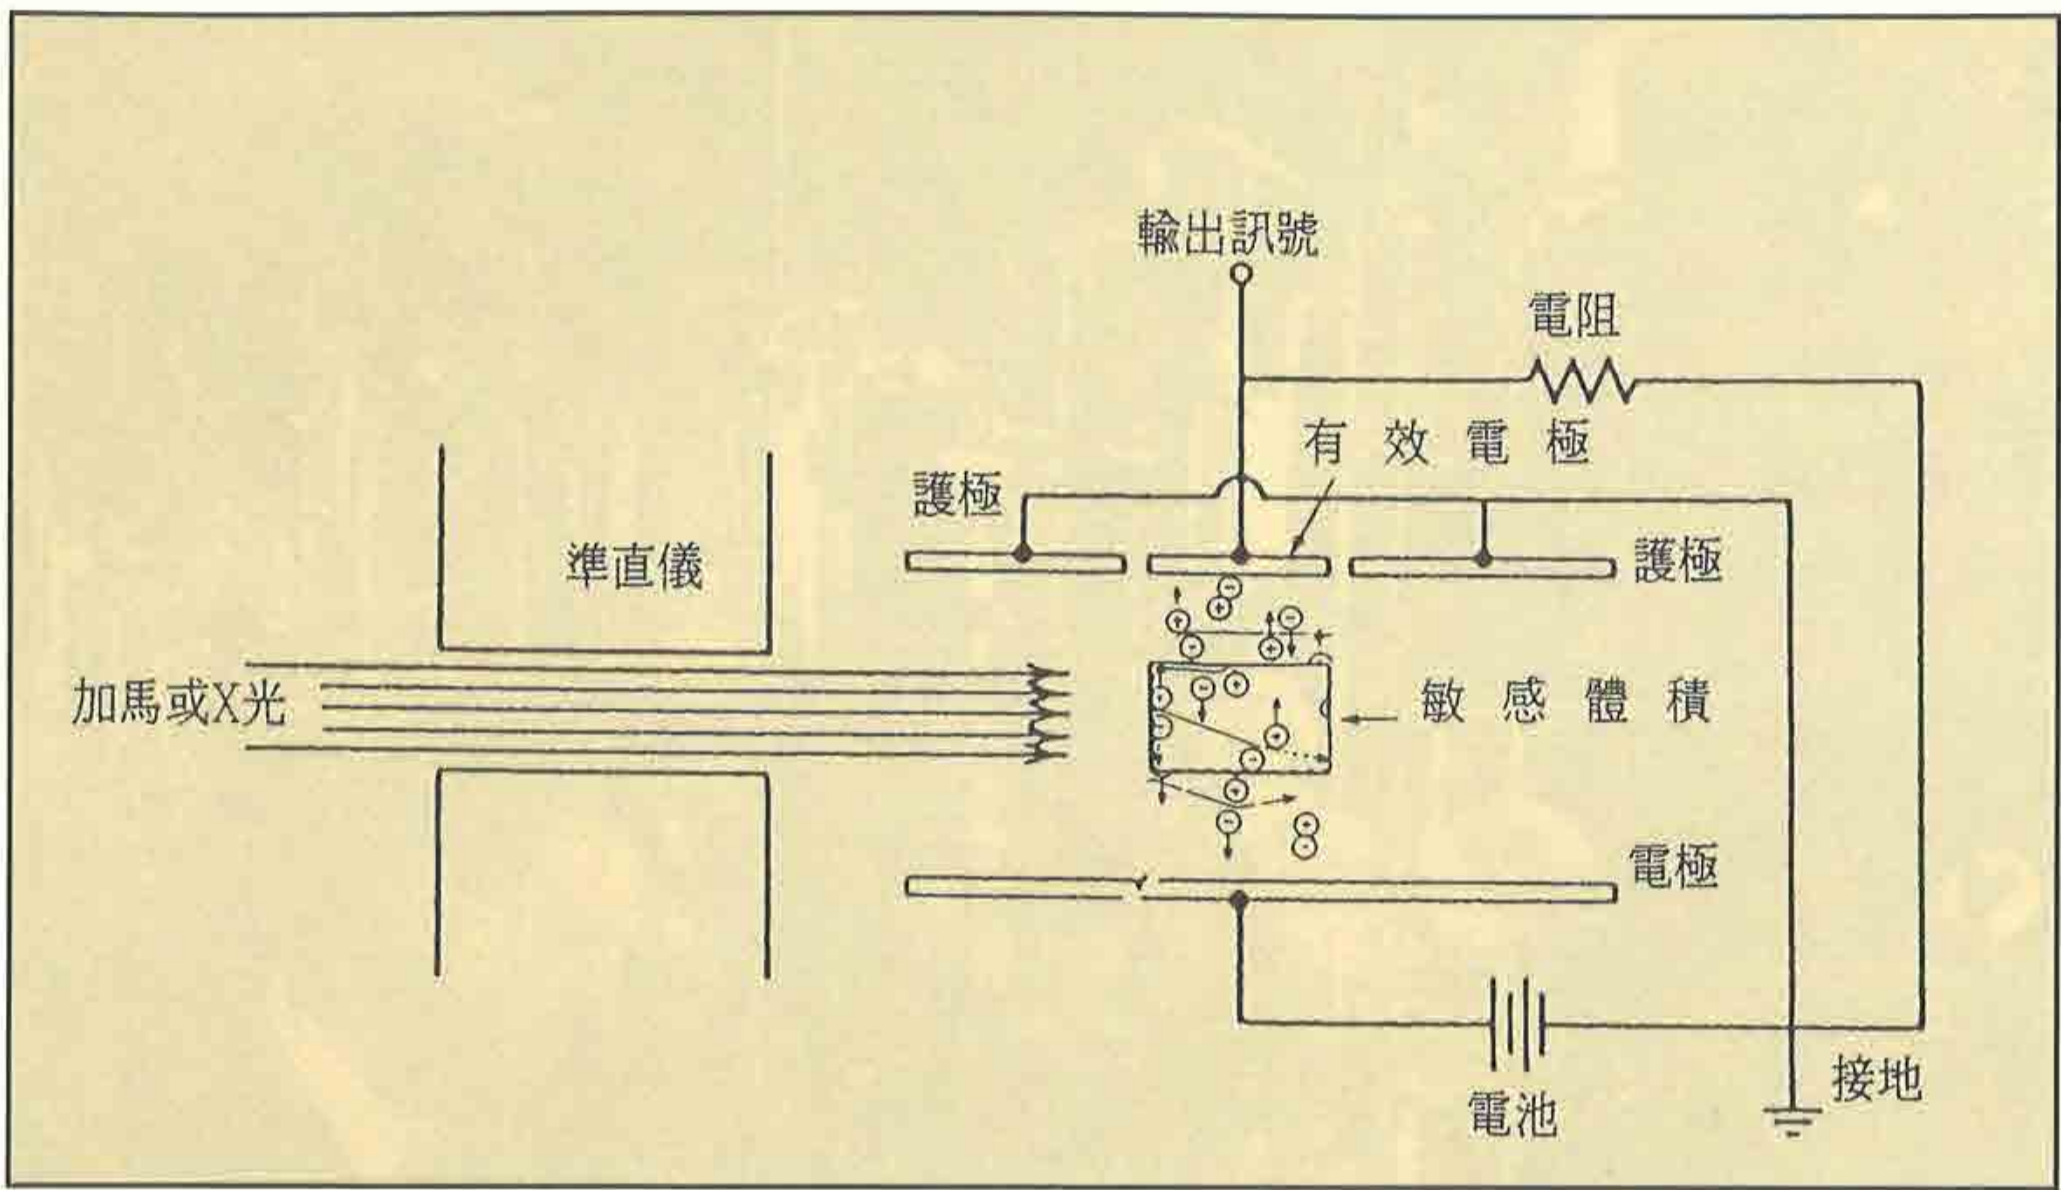 輸出訊號
電阻
有效電極
護極
準直儀
護極
加馬或X光
敏感體積
電極
電池
接地